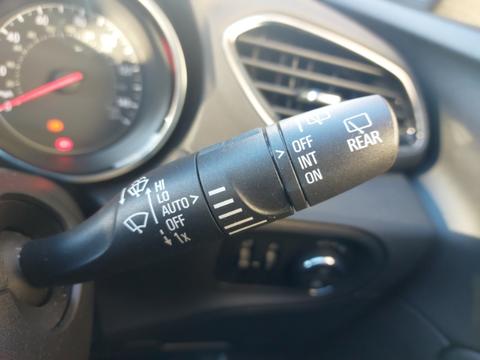 HI
LO
AUTO
OFF
1x
OFF
INT
ON
REAR